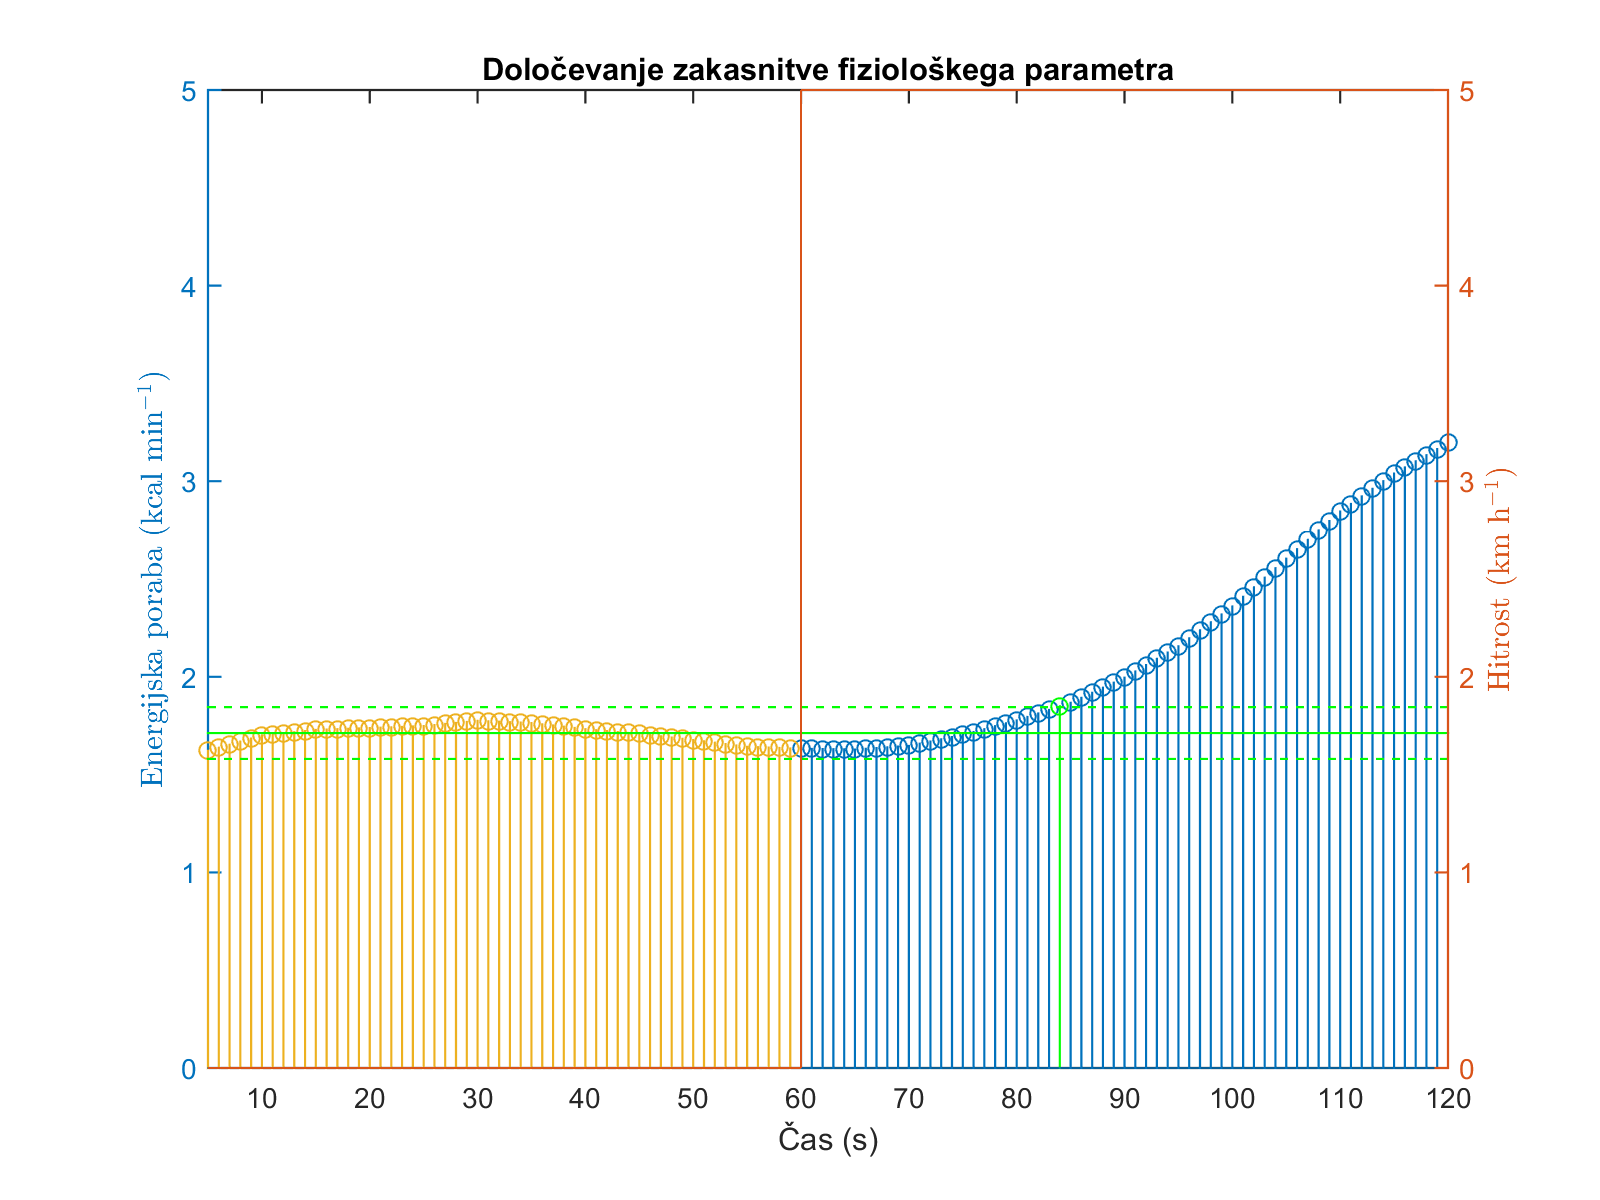 Določevanje zakasnitve fiziološkega parametra
5
4
3
2
1
0
Energijska poraba (kcal min⁻¹)
5
4
3
2
1
0
Hitrost (km h⁻¹)
10 20 30 40 50 60 70 80 90 100 110 120
Čas (s)